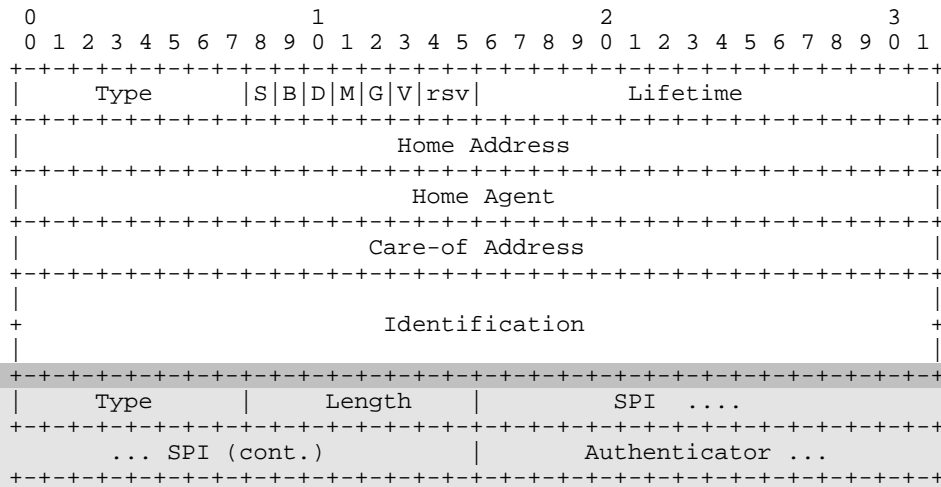 0                   1                   2                   3
 0 1 2 3 4 5 6 7 8 9 0 1 2 3 4 5 6 7 8 9 0 1 2 3 4 5 6 7 8 9 0 1
+-+-+-+-+-+-+-+-+-+-+-+-+-+-+-+-+-+-+-+-+-+-+-+-+-+-+-+-+-+-+-+-+
|     Type      |S|B|D|M|G|V|rsv|          Lifetime             |
+-+-+-+-+-+-+-+-+-+-+-+-+-+-+-+-+-+-+-+-+-+-+-+-+-+-+-+-+-+-+-+-+
|                          Home Address                         |
+-+-+-+-+-+-+-+-+-+-+-+-+-+-+-+-+-+-+-+-+-+-+-+-+-+-+-+-+-+-+-+-+
|                           Home Agent                          |
+-+-+-+-+-+-+-+-+-+-+-+-+-+-+-+-+-+-+-+-+-+-+-+-+-+-+-+-+-+-+-+-+
|                        Care-of Address                        |
+-+-+-+-+-+-+-+-+-+-+-+-+-+-+-+-+-+-+-+-+-+-+-+-+-+-+-+-+-+-+-+-+
|                                                               |
+                         Identification                        +
|                                                               |
+-+-+-+-+-+-+-+-+-+-+-+-+-+-+-+-+-+-+-+-+-+-+-+-+-+-+-+-+-+-+-+-+
|     Type      |     Length    |         SPI  ....
+-+-+-+-+-+-+-+-+-+-+-+-+-+-+-+-+-+-+-+-+-+-+-+-+-+-+-+-+-+-+-+-+
       ... SPI (cont.)          |       Authenticator ...
+-+-+-+-+-+-+-+-+-+-+-+-+-+-+-+-+-+-+-+-+-+-+-+-+-+-+-+-+-+-+-+-+